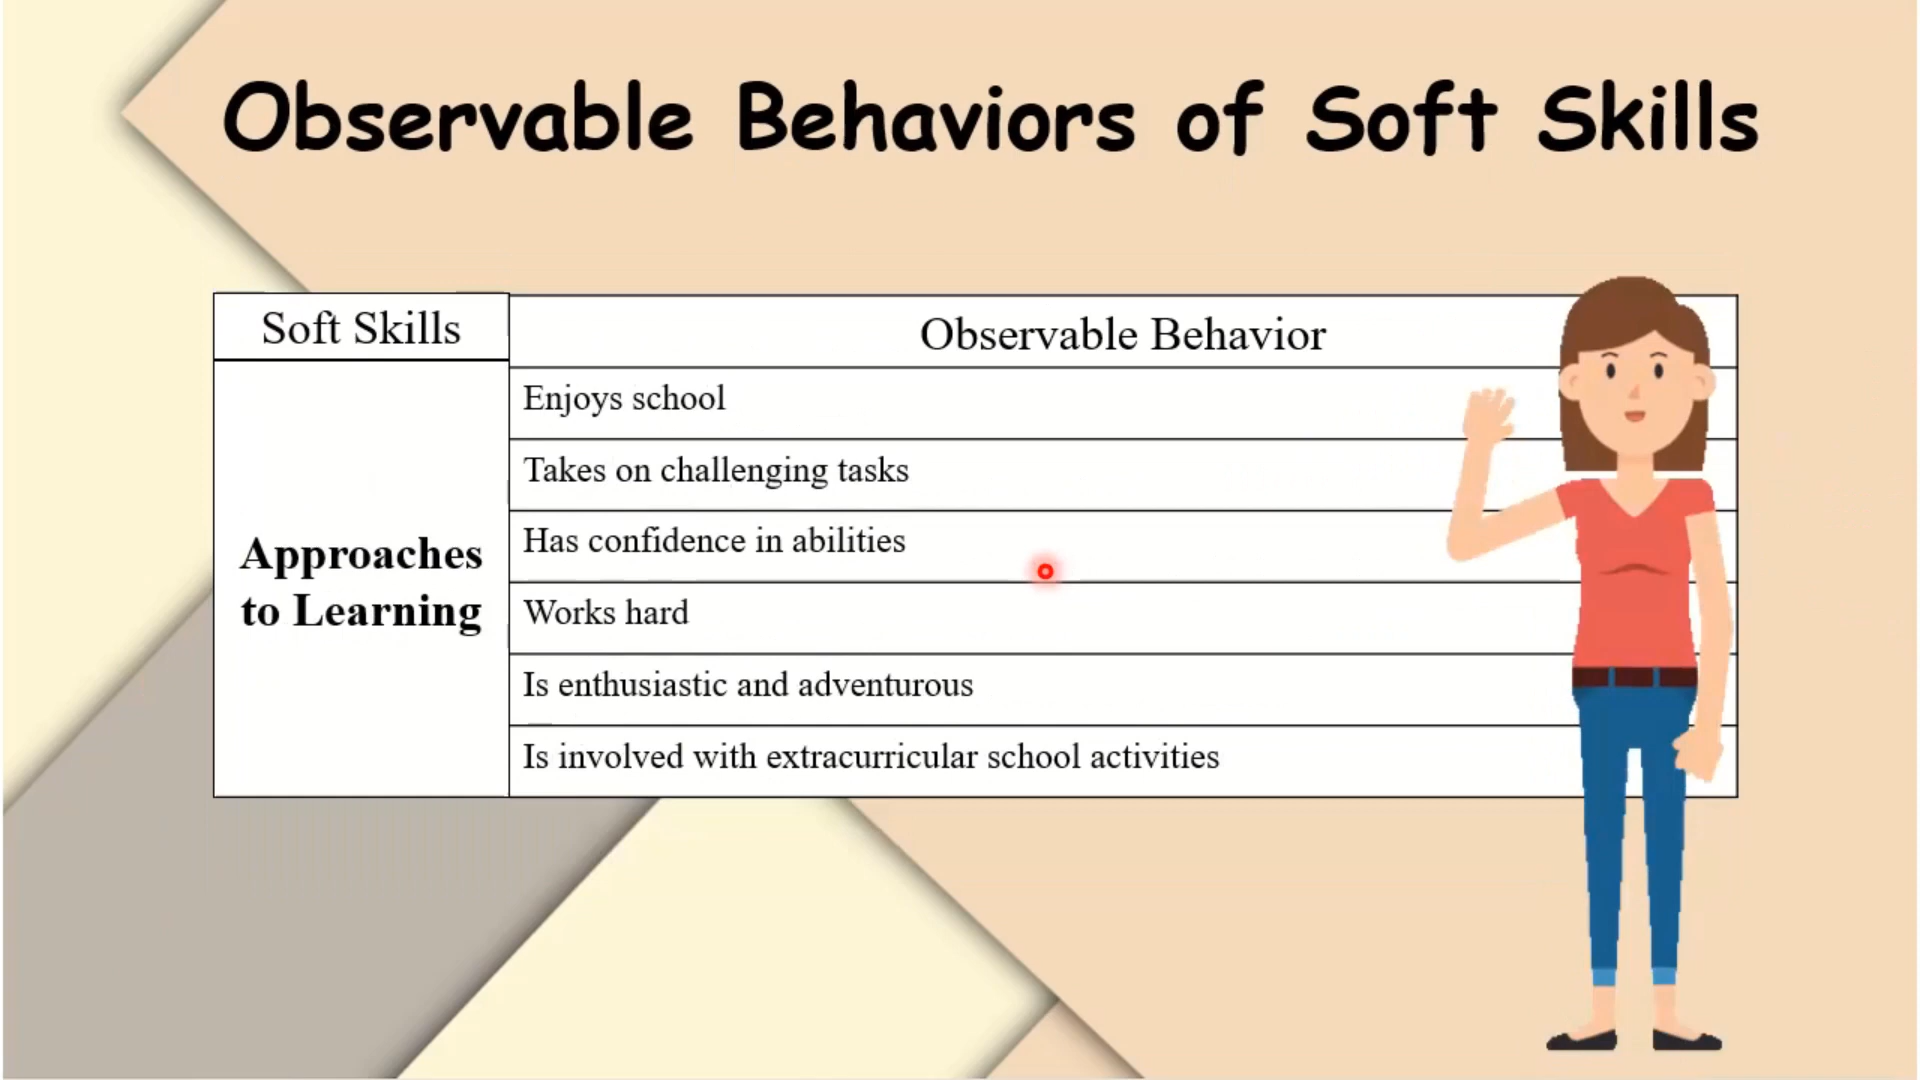 Observable Behaviors of Soft Skills
Soft Skills
Observable Behavior
Approaches
to Learning
Enjoys school
Takes on challenging tasks
Has confidence in abilities
Works hard
Is enthusiastic and adventurous
Is involved with extracurricular school activities